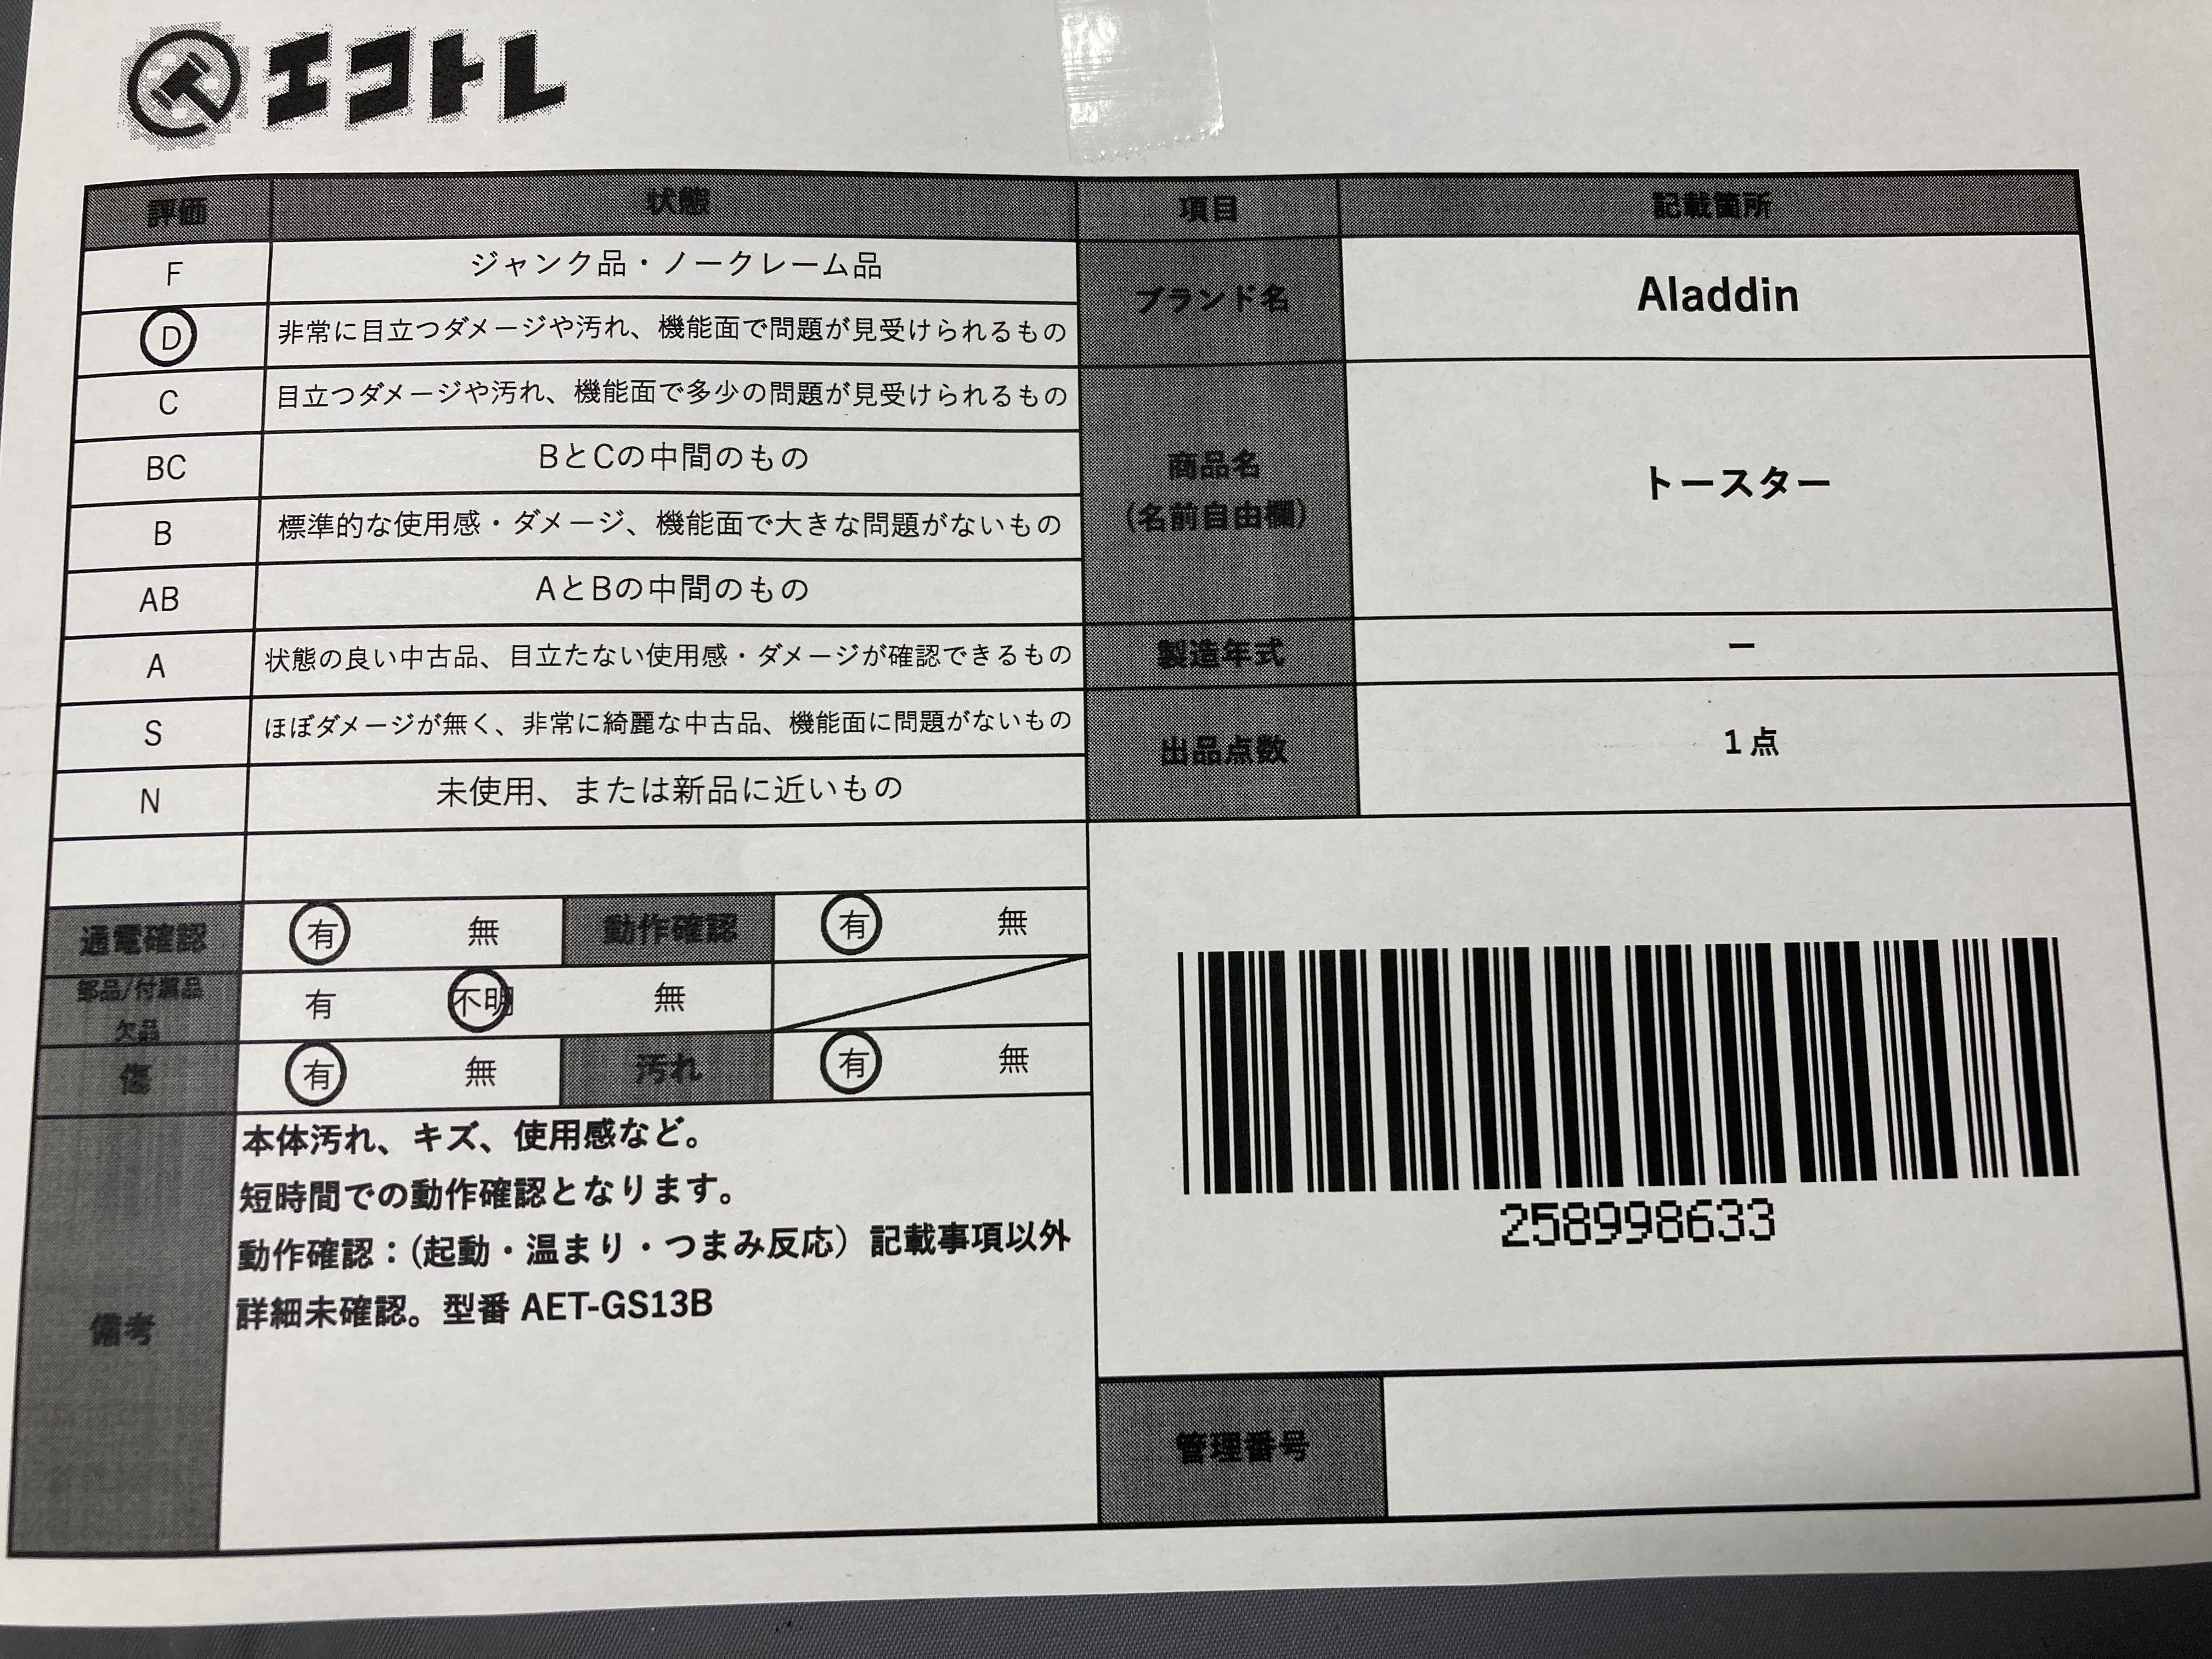 エコトレ
評価 状態 項目 記載箇所
F ジャンク品・ノークレーム品
D 非常に目立つダメージや汚れ、機能面で問題が見受けられるもの
C 目立つダメージや汚れ、機能面で多少の問題が見受けられるもの
BC BとCの中間のもの
B 標準的な使用感・ダメージ、機能面で大きな問題がないもの
AB AとBの中間のもの
A 状態の良い中古品、目立たない使用感・ダメージが確認できるもの
S ほぼダメージが無く、非常に綺麗な中古品、機能面に問題がないもの
N 未使用、または新品に近いもの
ブランド名 Aladdin
商品名
(名前自由欄)
トースター
製造年式 ー
出品点数 1点
通電確認 有 無 動作確認 有 無
部品/付属品
欠品
有 不明 無
傷 有 無 汚れ 有 無
備考
本体汚れ、キズ、使用感など。
短時間での動作確認となります。
動作確認：(起動・温まり・つまみ反応）記載事項以外
詳細未確認。型番 AET-GS13B
258998633
管理番号